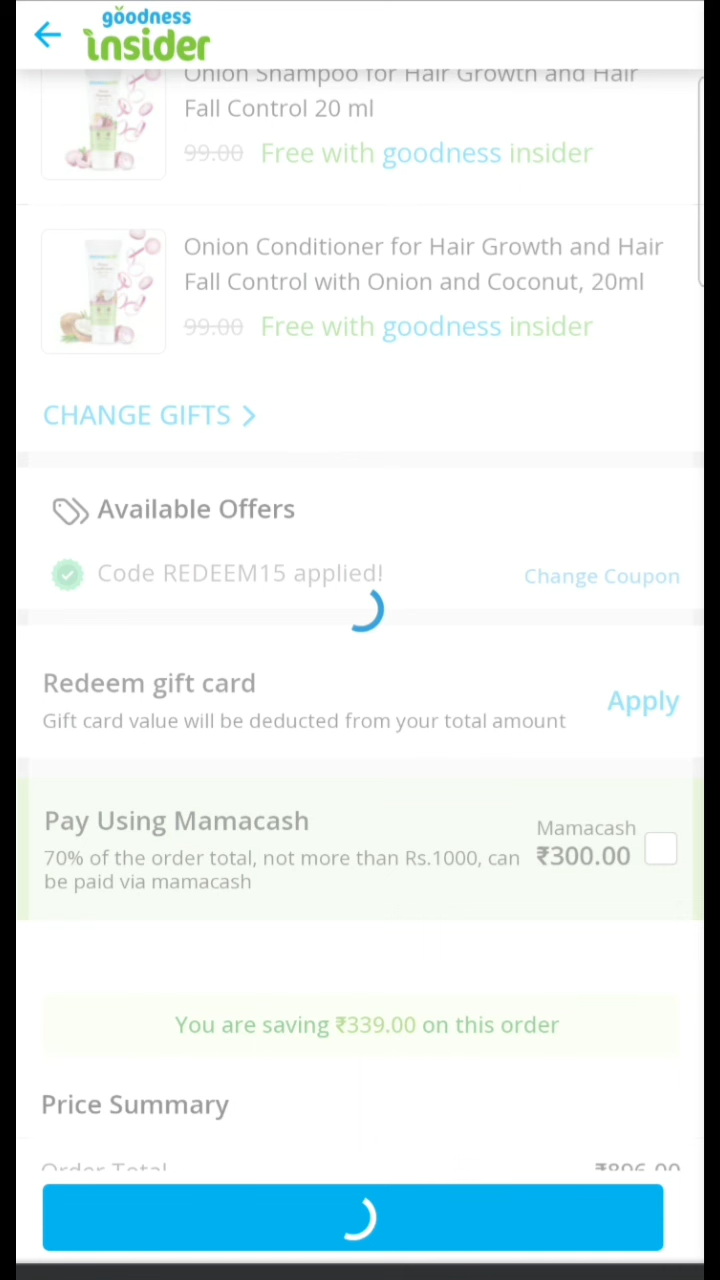 goodness
insider
Onion Shampoo for Hair Growth and Hair
Fall Control 20 ml
99.00 Free with goodness insider
Onion Conditioner for Hair Growth and Hair
Fall Control with Onion and Coconut, 20ml
99.00 Free with goodness insider
CHANGE GIFTS
Available Offers
Code REDEEM15 applied!
Change Coupon
Redeem gift card
Gift card value will be deducted from your total amount
Apply
Pay Using Mamacash
70% of the order total, not more than Rs.1000, can
be paid via mamacash
Mamacash
₹300.00
You are saving ₹339.00 on this order
Price Summary
Order Total